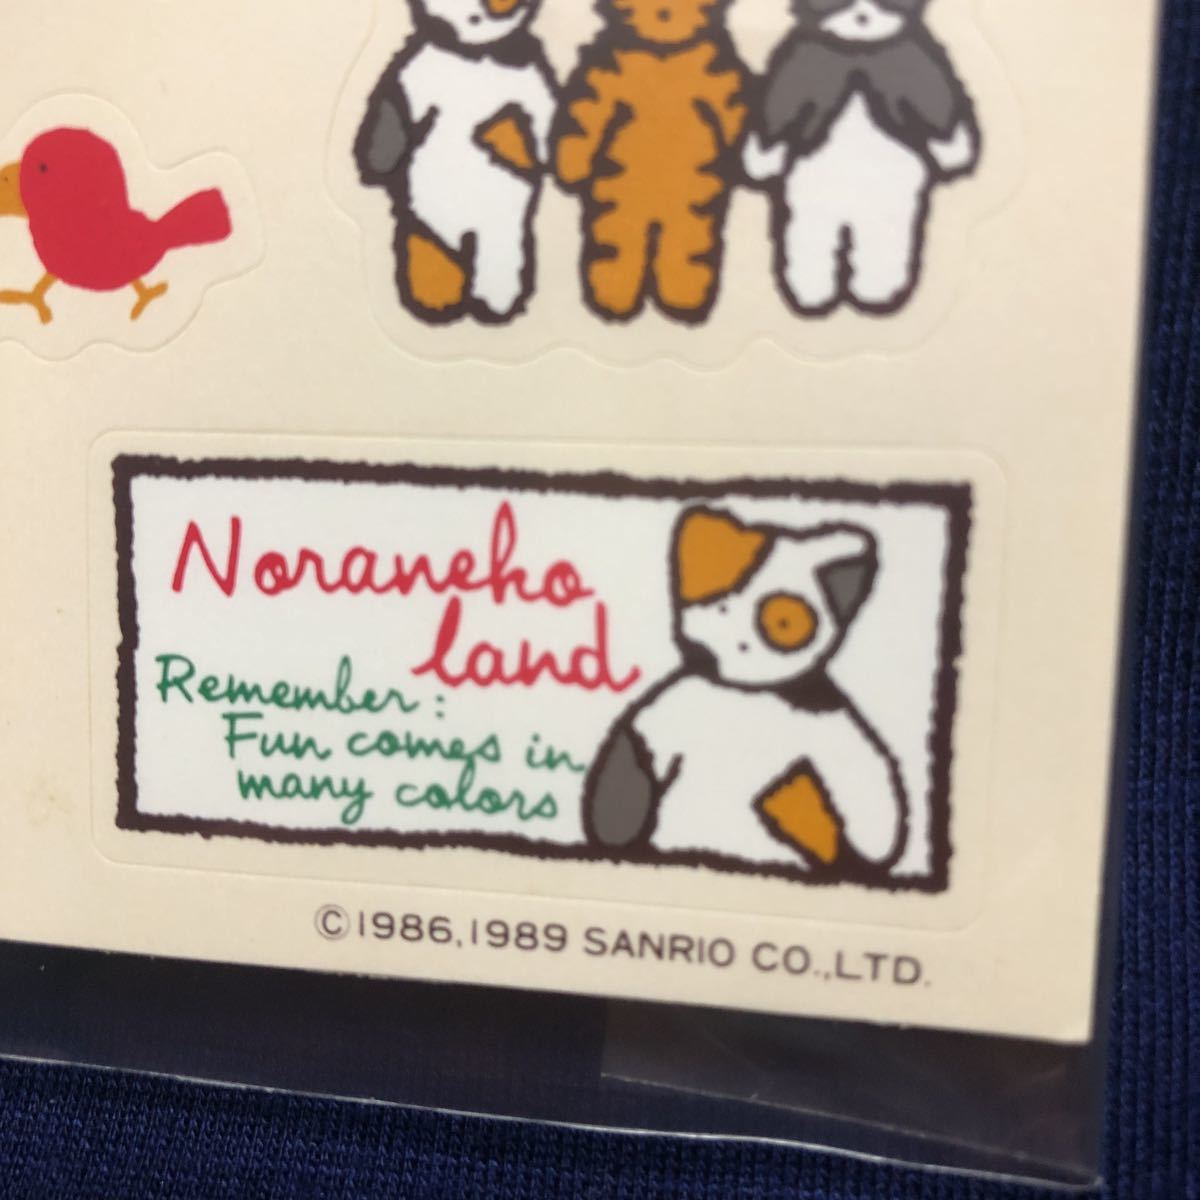 Noraneko
land
Remember:
Fun comes in
many colors
©1986,1989 SANRIO CO.,LTD.